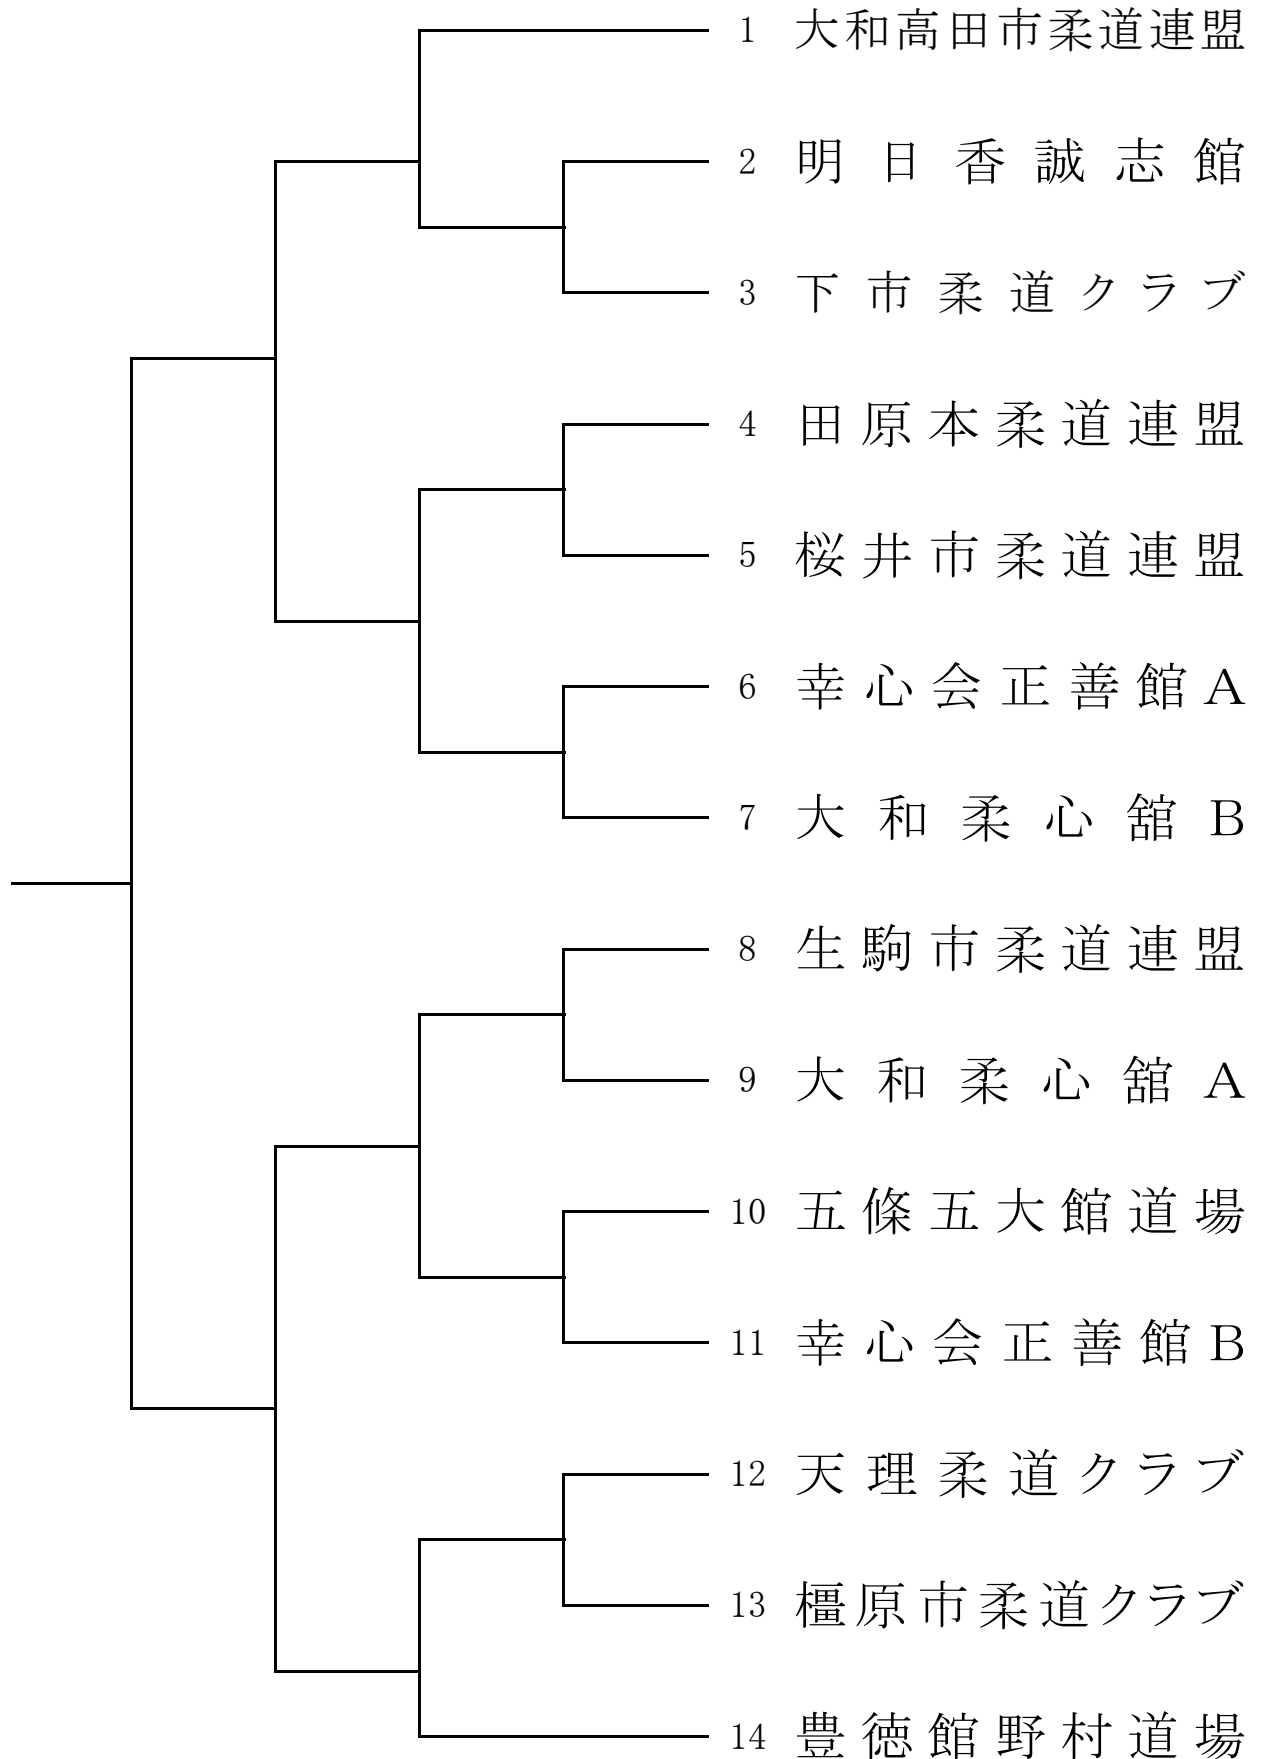 1 大和高田市柔道連盟
2 明日香誠志館
3 下市柔道クラブ
4 田原本柔道連盟
5 桜井市柔道連盟
6 幸心会正善館A
7 大和柔心舘B
8 生駒市柔道連盟
9 大和柔心舘A
10 五條五大館道場
11 幸心会正善館B
12 天理柔道クラブ
13 橿原市柔道クラブ
14 豊徳館野村道場